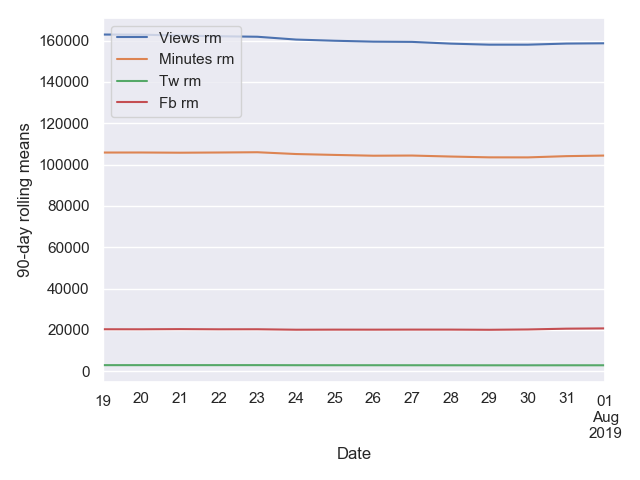 160000
140000
120000
100000
80000
60000
40000
20000
0
90-day rolling means
Views rm
Minutes rm
Tw rm
Fb rm
19 20 21 22 23 24 25 26 27 28 29 30 31 01
Aug
2019
Date